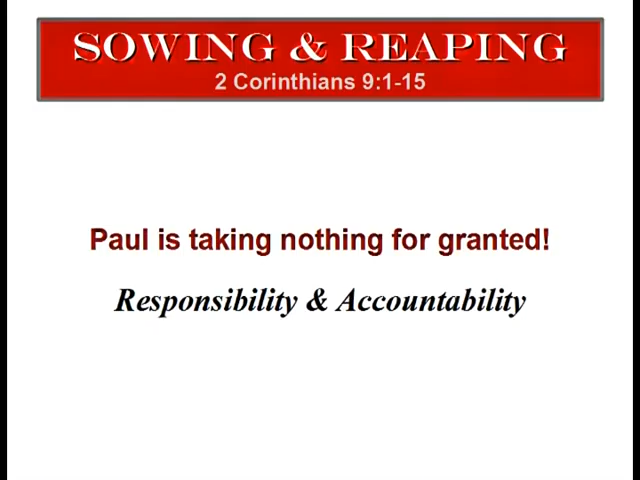 SOWING & REAPING
2 Corinthians 9:1-15
Paul is taking nothing for granted!
Responsibility & Accountability